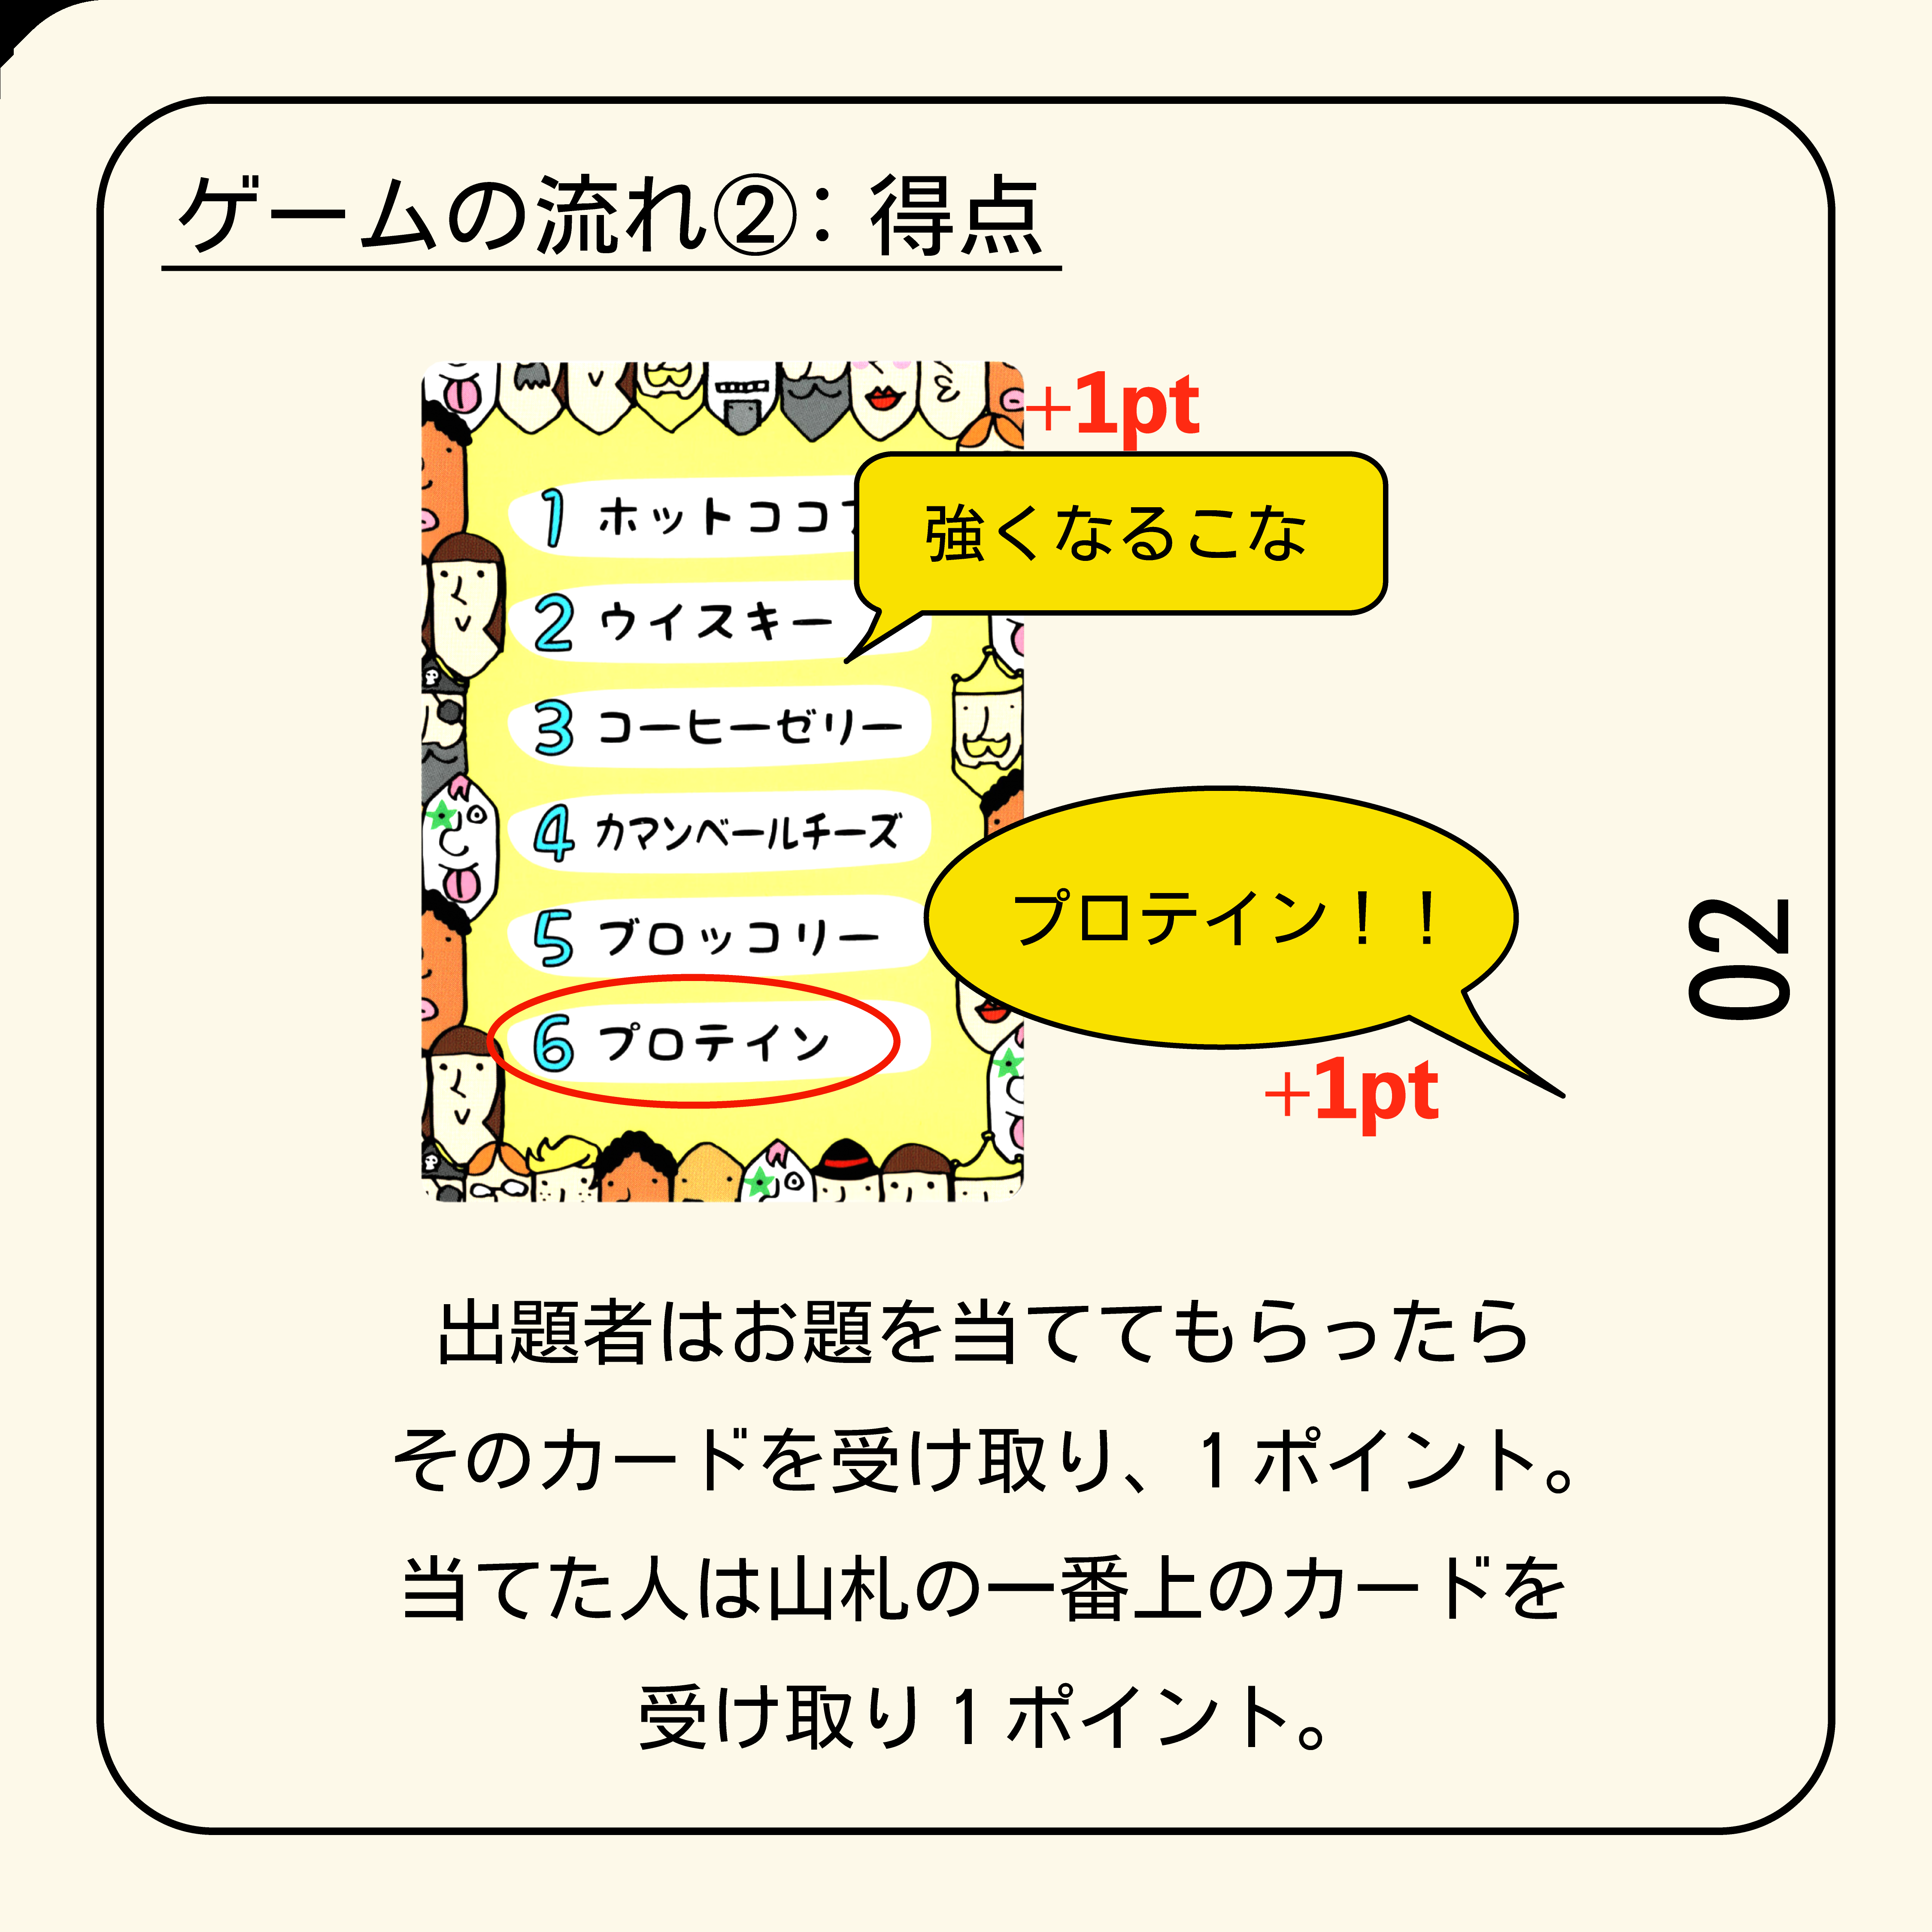 ゲームの流れ②：得点
+1pt
強くなるこな
1 ホットココ
2 ウイスキー
3 コーヒーゼリー
4 カマンベールチーズ
5 ブロッコリー
6 プロテイン
プロテイン！！
+1pt
02
出題者はお題を当ててもらったら
そのカードを受け取り、1ポイント。
当てた人は山札の一番上のカードを
受け取り1ポイント。